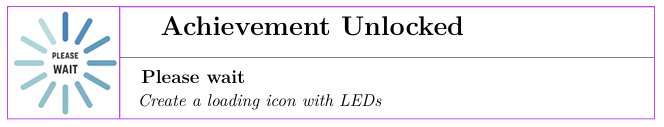 PLEASE
WAIT
Achievement Unlocked
Please wait
Create a loading icon with LEDs